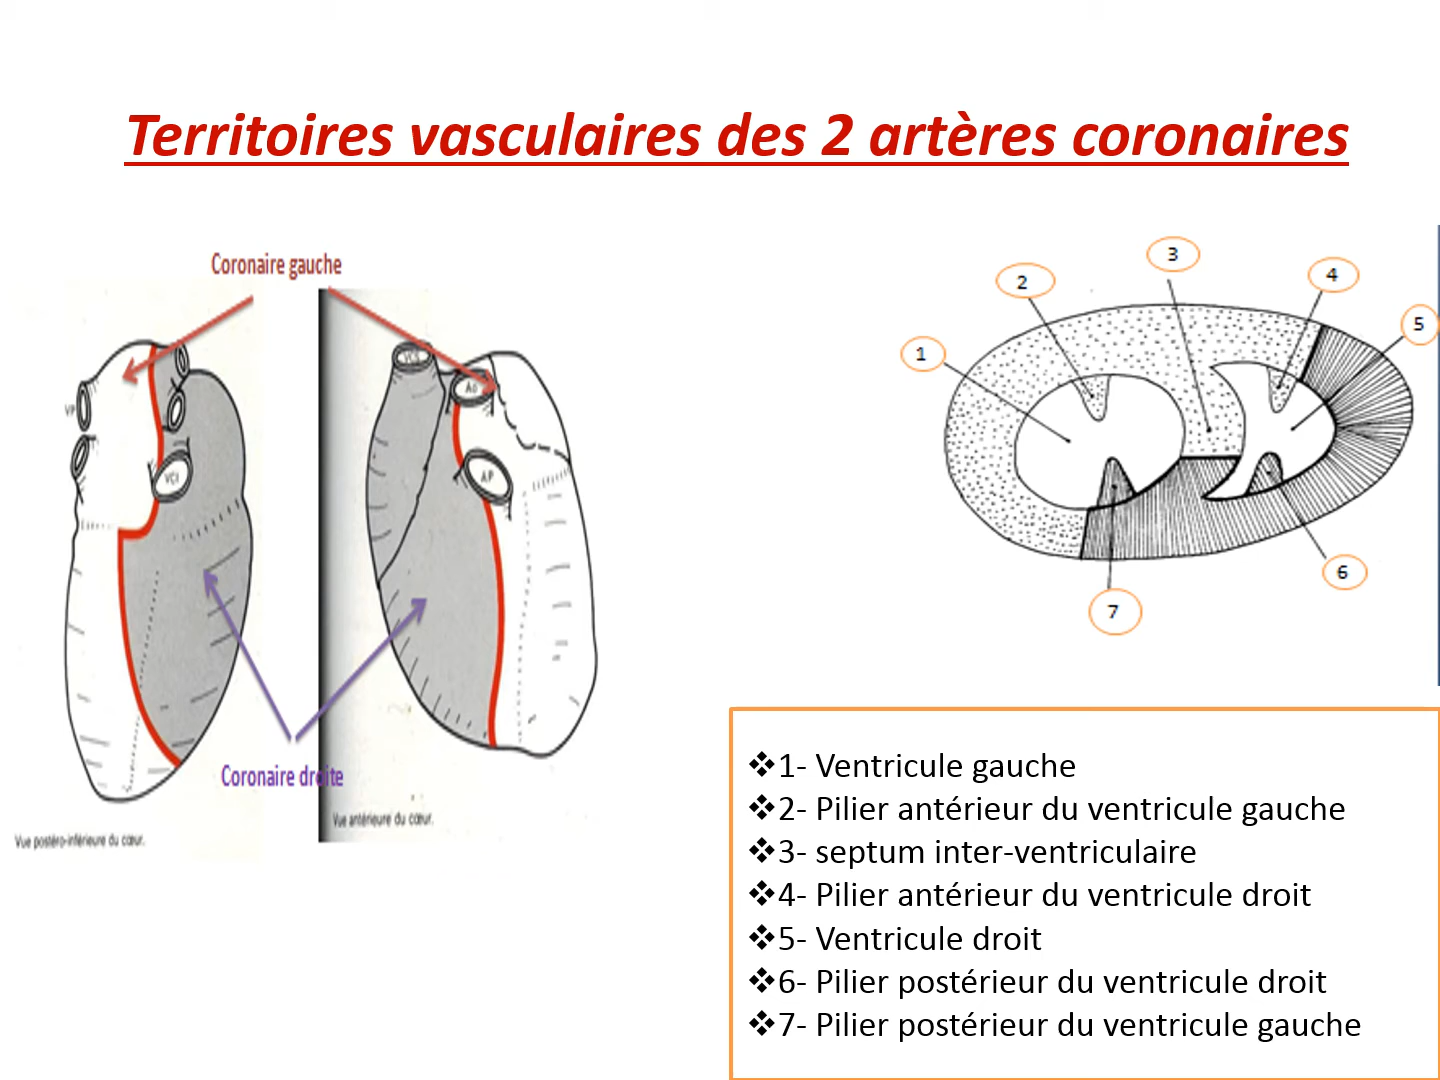 Territoires vasculaires des 2 artères coronaires
Coronaire gauche
VP
VCI
Ao
AP
Coronaire droite
Vue postéro-inférieure du cœur.
Vue antérieure du cœur.
1
2
3
4
5
6
7
❖1- Ventricule gauche
❖2- Pilier antérieur du ventricule gauche
❖3- septum inter-ventriculaire
❖4- Pilier antérieur du ventricule droit
❖5- Ventricule droit
❖6- Pilier postérieur du ventricule droit
❖7- Pilier postérieur du ventricule gauche